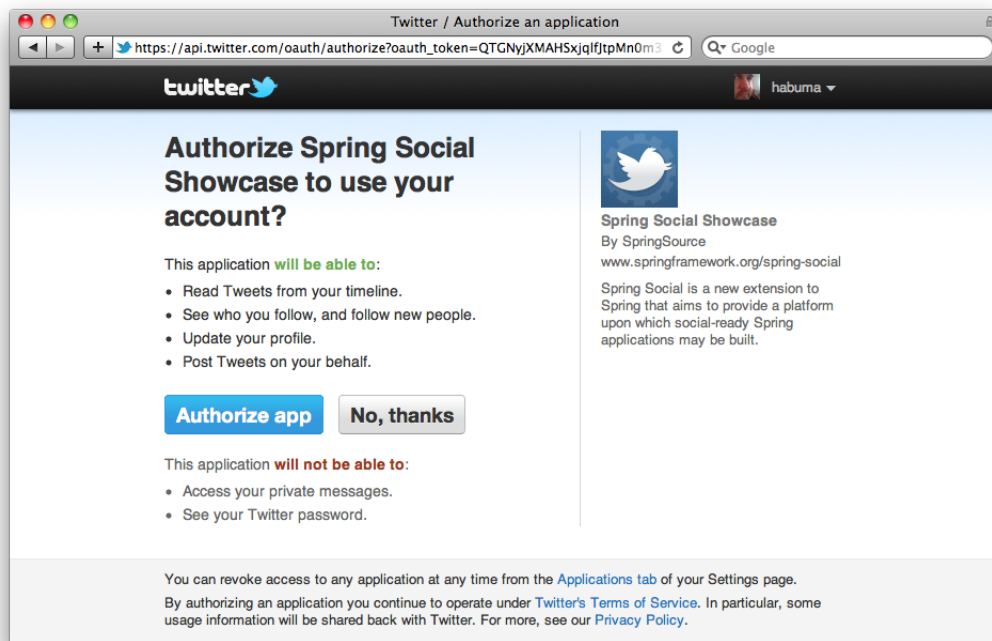 Twitter / Authorize an application
https://api.twitter.com/oauth/authorize?oauth_token=QTGNyjXMAHSxjqlfJtpMn0m3
Google
twitter
habuma
Authorize Spring Social
Showcase to use your
account?
This application will be able to:
• Read Tweets from your timeline.
• See who you follow, and follow new people.
• Update your profile.
• Post Tweets on your behalf.
Authorize app
No, thanks
This application will not be able to:
• Access your private messages.
• See your Twitter password.
Spring Social Showcase
By SpringSource
www.springframework.org/spring-social
Spring Social is a new extension to
Spring that aims to provide a platform
upon which social-ready Spring
applications may be built.
You can revoke access to any application at any time from the Applications tab of your Settings page.
By authorizing an application you continue to operate under Twitter's Terms of Service. In particular, some
usage information will be shared back with Twitter. For more, see our Privacy Policy.